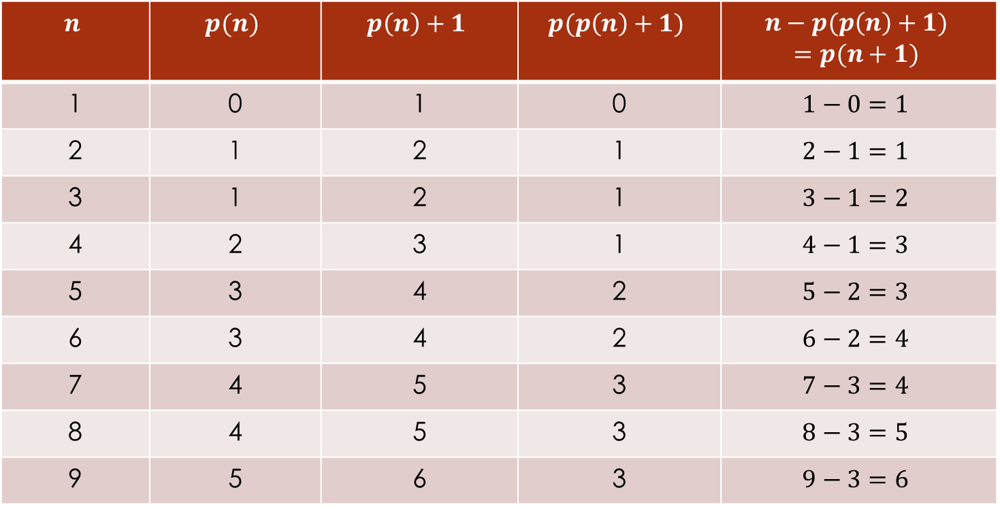 n p(n) p(n) + 1 p(p(n) + 1) n − p(p(n) + 1)
= p(n + 1)
1 0 1 0 1 − 0 = 1
2 1 2 1 2 − 1 = 1
3 1 2 1 3 − 1 = 2
4 2 3 1 4 − 1 = 3
5 3 4 2 5 − 2 = 3
6 3 4 2 6 − 2 = 4
7 4 5 3 7 − 3 = 4
8 4 5 3 8 − 3 = 5
9 5 6 3 9 − 3 = 6